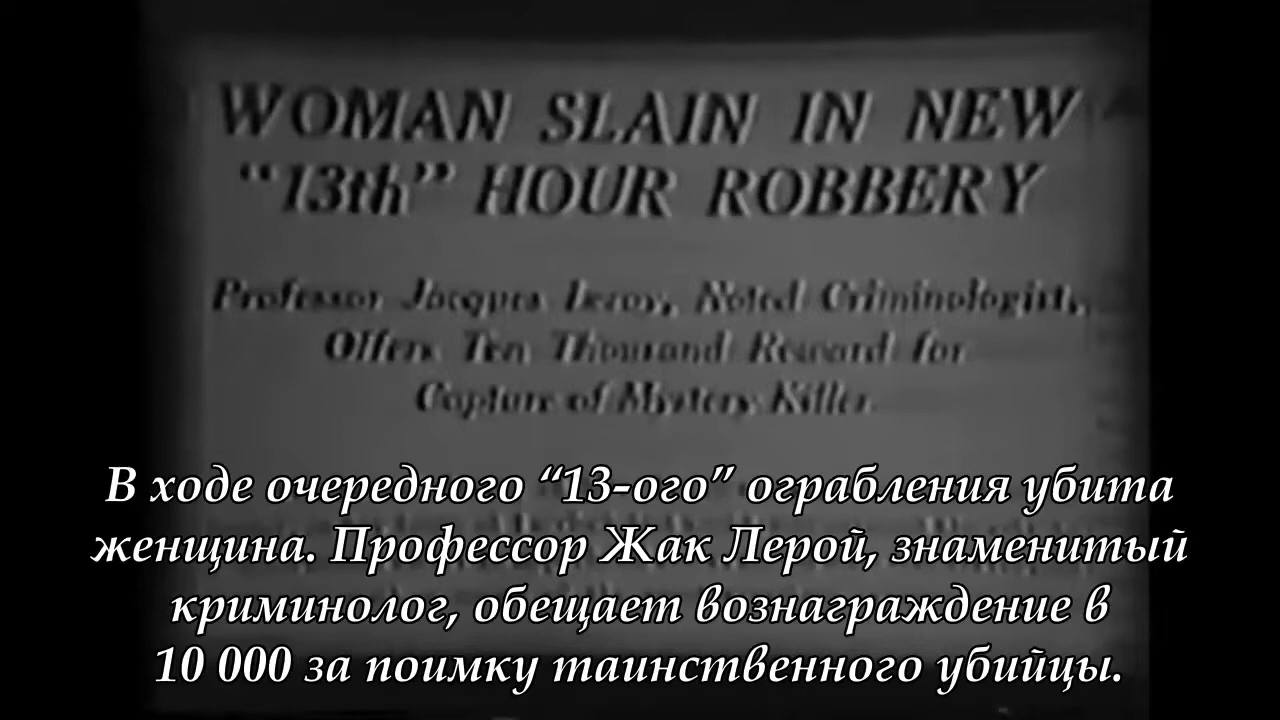 WOMAN SLAIN IN NEW
“13th” HOUR ROBBERY
Professor Jacques Leroy, Noted Criminologist,
Offers Ten Thousand Reward for
Capture of Mystery Killer.
В ходе очередного “13-ого” ограбления убита
женщина. Профессор Жак Лерой, знаменитый
криминолог, обещает вознаграждение в
10 000 за поимку таинственного убийцы.